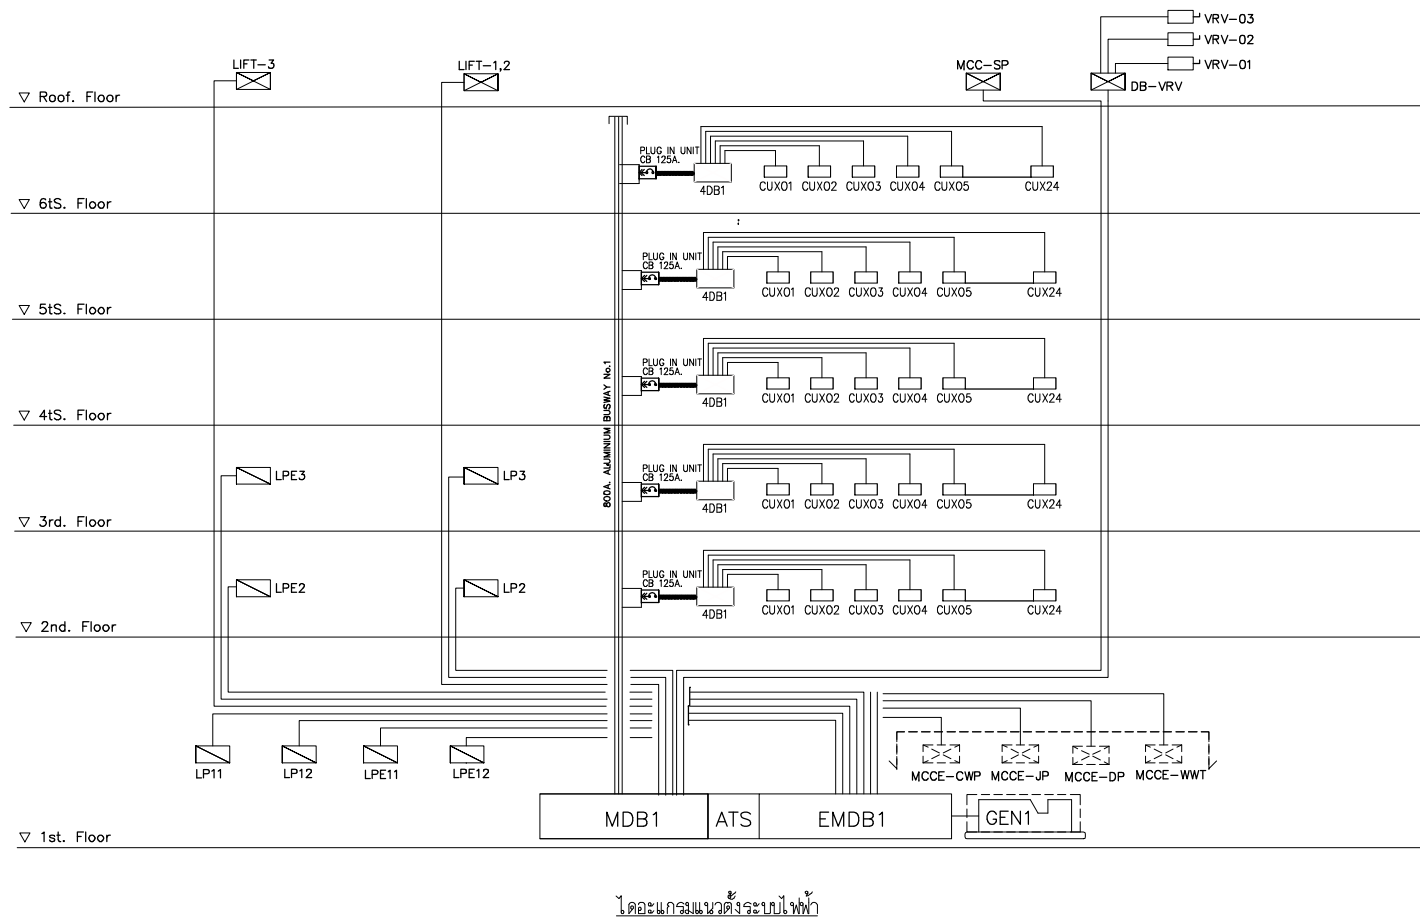 VRV-03
VRV-02
VRV-01
LIFT-3
LIFT-1,2
MCC-SP
DB-VRV
▽ Roof. Floor
PLUG IN UNIT
CB 125A.
4DB1
CUX01 CUX02 CUX03 CUX04 CUX05 CUX24
▽ 6tS. Floor
PLUG IN UNIT
CB 125A.
4DB1
CUX01 CUX02 CUX03 CUX04 CUX05 CUX24
▽ 5tS. Floor
800A. ALUMINIUM BUSWAY No.1
PLUG IN UNIT
CB 125A.
4DB1
CUX01 CUX02 CUX03 CUX04 CUX05 CUX24
▽ 4tS. Floor
LPE3
LP3
PLUG IN UNIT
CB 125A.
4DB1
CUX01 CUX02 CUX03 CUX04 CUX05 CUX24
▽ 3rd. Floor
LPE2
LP2
PLUG IN UNIT
CB 125A.
4DB1
CUX01 CUX02 CUX03 CUX04 CUX05 CUX24
▽ 2nd. Floor
LP11 LP12 LPE11 LPE12
MCCE-CWP MCCE-JP MCCE-DP MCCE-WWT
MDB1 ATS EMDB1 GEN1
▽ 1st. Floor
ไดอะแกรมแนวตั้งระบบไฟฟ้า